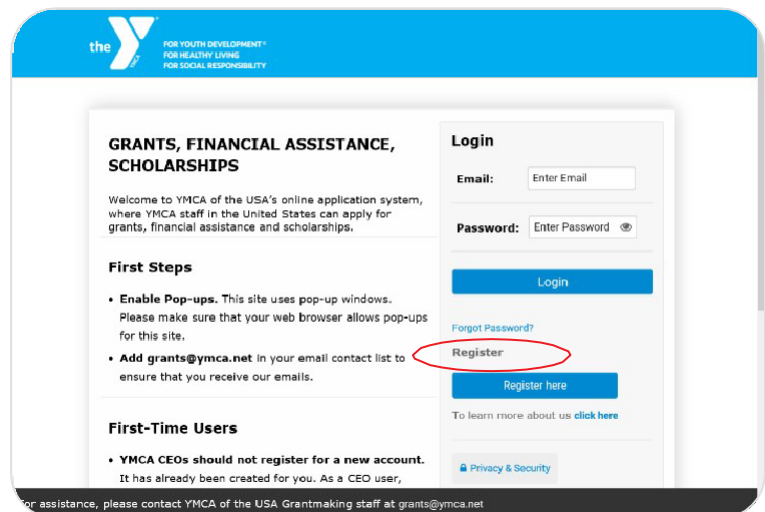 the
YMCA
FOR YOUTH DEVELOPMENT®
FOR HEALTHY LIVING
FOR SOCIAL RESPONSIBILITY
GRANTS, FINANCIAL ASSISTANCE,
SCHOLARSHIPS
Welcome to YMCA of the USA's online application system,
where YMCA staff in the United States can apply for
grants, financial assistance and scholarships.
First Steps
• Enable Pop-ups. This site uses pop-up windows.
Please make sure that your web browser allows pop-ups
for this site.
• Add grants@ymca.net in your email contact list to
ensure that you receive our emails.
First-Time Users
• YMCA CEOs should not register for a new account.
It has already been created for you. As a CEO user,
Login
Email: Enter Email
Password: Enter Password
Login
Forgot Password?
Register
Register here
To learn more about us click here
Privacy & Security
For assistance, please contact YMCA of the USA Grantmaking staff at grants@ymca.net